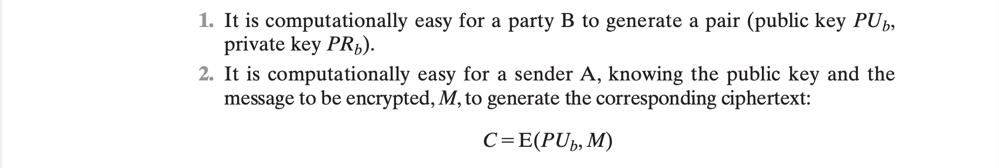 1. It is computationally easy for a party B to generate a pair (public key PU_b,
private key PR_b).
2. It is computationally easy for a sender A, knowing the public key and the
message to be encrypted, M, to generate the corresponding ciphertext:
C = E(PU_b, M)